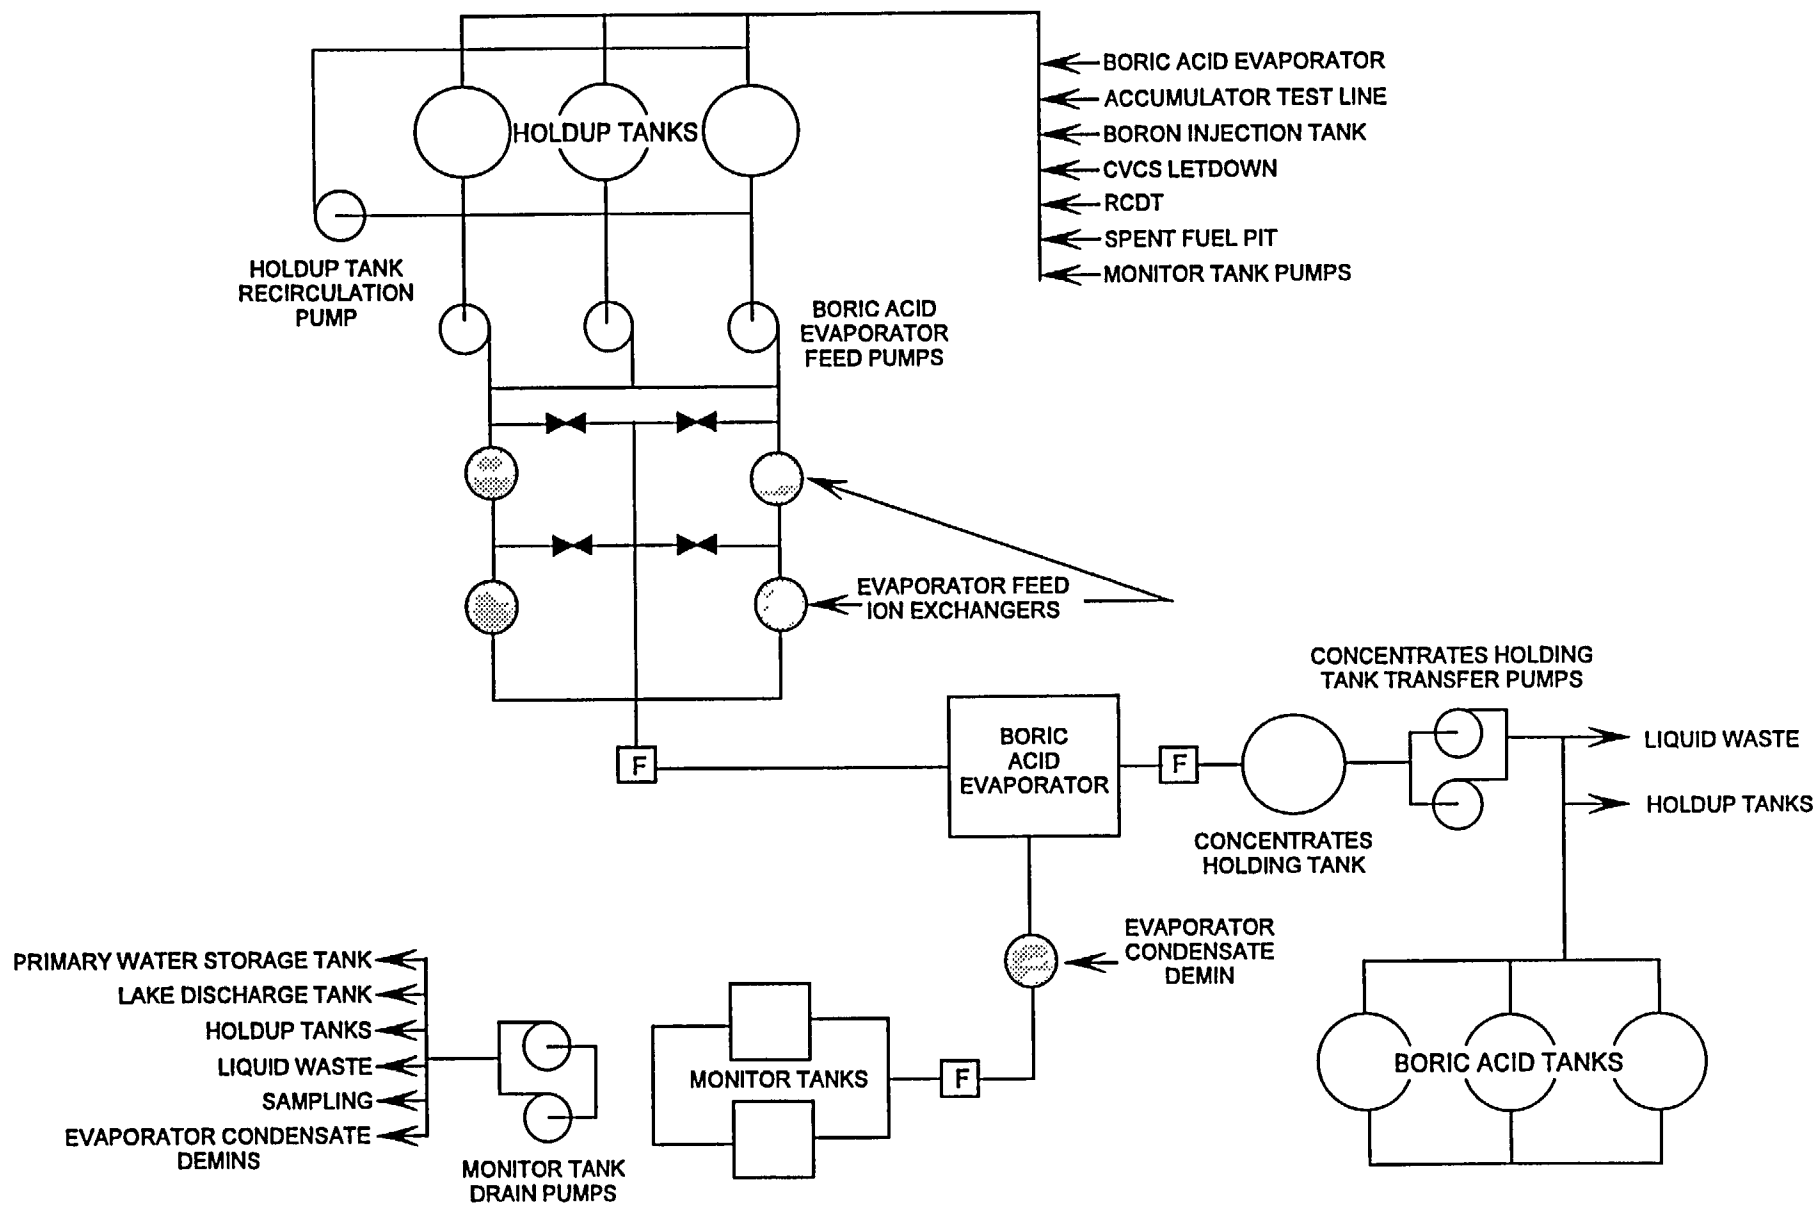 BORIC ACID EVAPORATOR
ACCUMULATOR TEST LINE
BORON INJECTION TANK
CVCS LETDOWN
RCDT
SPENT FUEL PIT
MONITOR TANK PUMPS
HOLDUP TANKS
HOLDUP TANK
RECIRCULATION
PUMP
BORIC ACID
EVAPORATOR
FEED PUMPS
EVAPORATOR FEED
ION EXCHANGERS
CONCENTRATES HOLDING
TANK TRANSFER PUMPS
F
BORIC
ACID
EVAPORATOR
F
LIQUID WASTE
HOLDUP TANKS
CONCENTRATES
HOLDING TANK
EVAPORATOR
CONDENSATE
DEMIN
BORIC ACID TANKS
PRIMARY WATER STORAGE TANK
LAKE DISCHARGE TANK
HOLDUP TANKS
LIQUID WASTE
SAMPLING
EVAPORATOR CONDENSATE
DEMINS
MONITOR TANK
DRAIN PUMPS
MONITOR TANKS
F